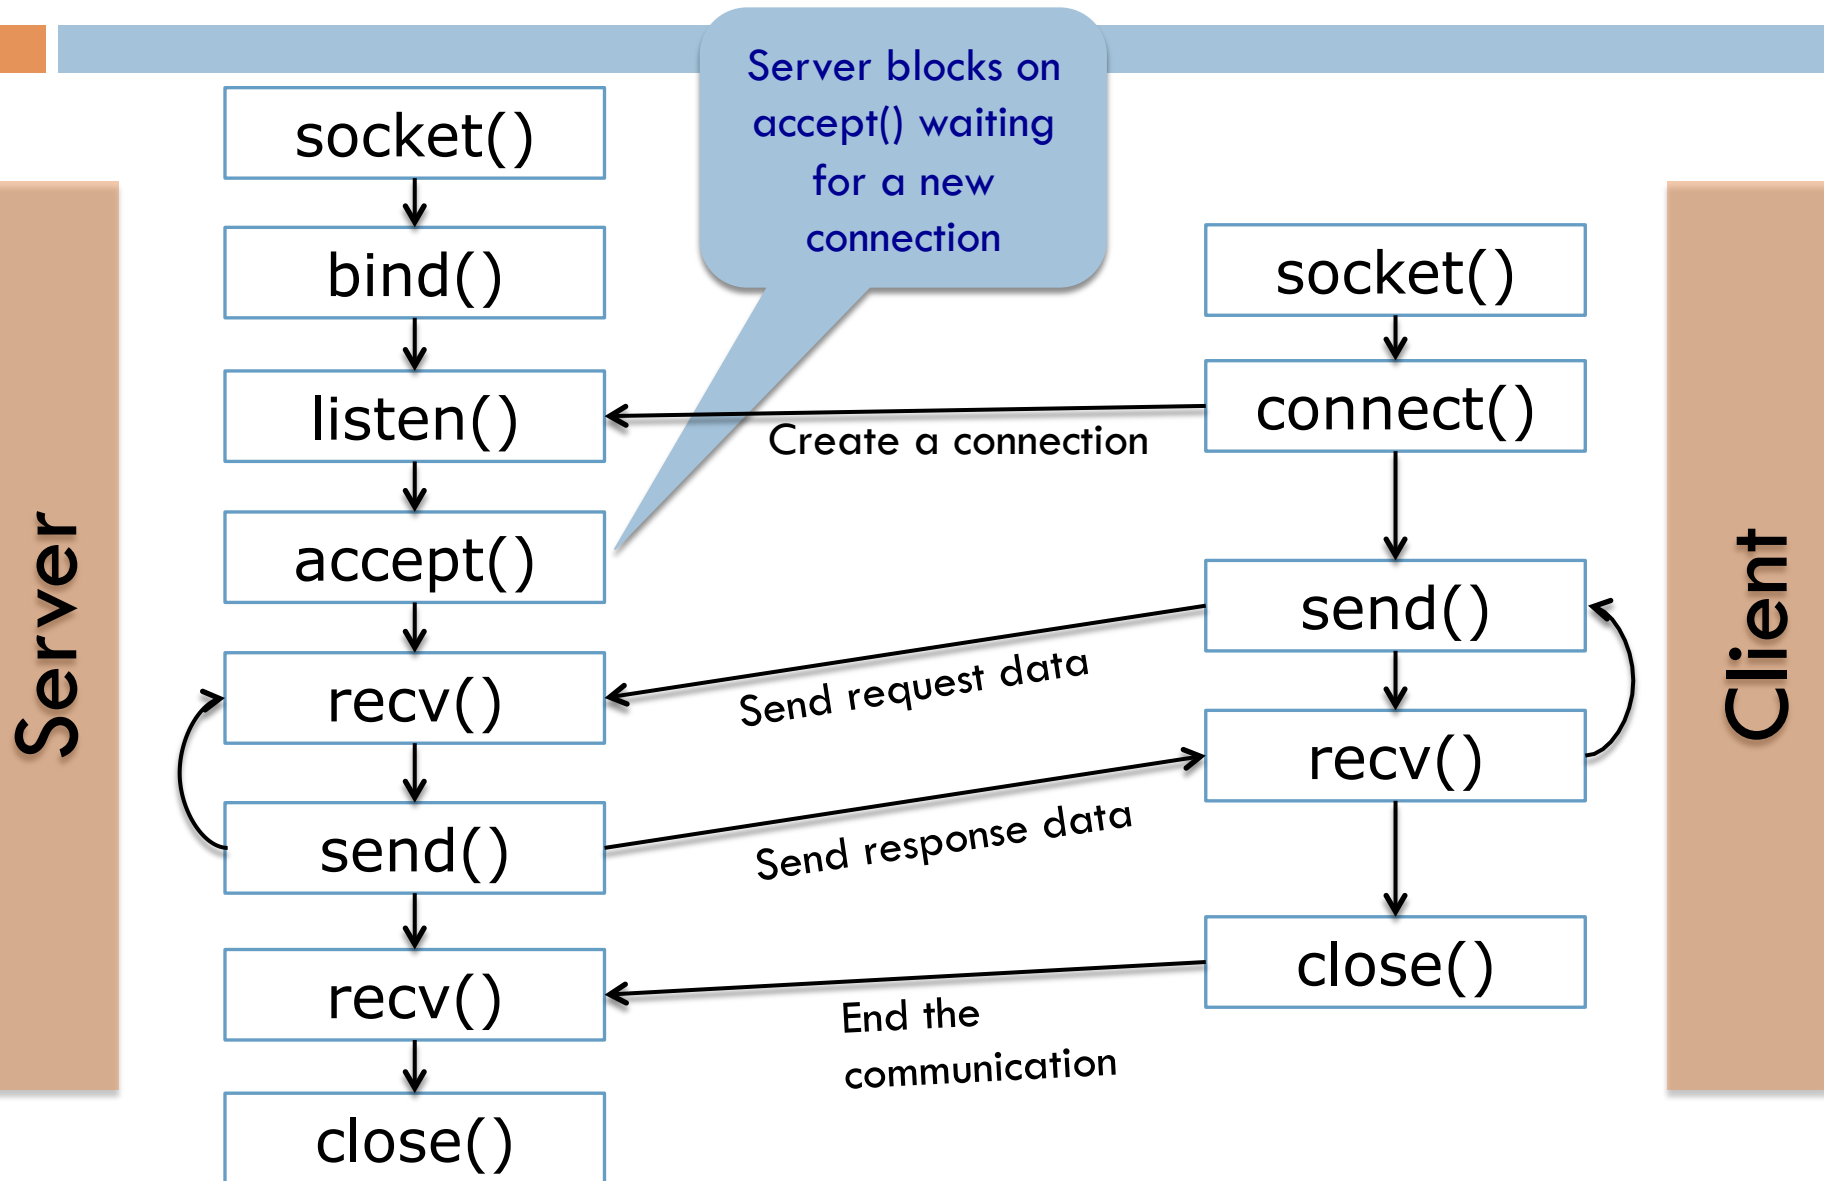 Server blocks on
accept() waiting
for a new
connection
Server
socket()
bind()
listen()
accept()
recv()
send()
recv()
close()
Create a connection
Send request data
Send response data
End the
communication
socket()
connect()
send()
recv()
close()
Client